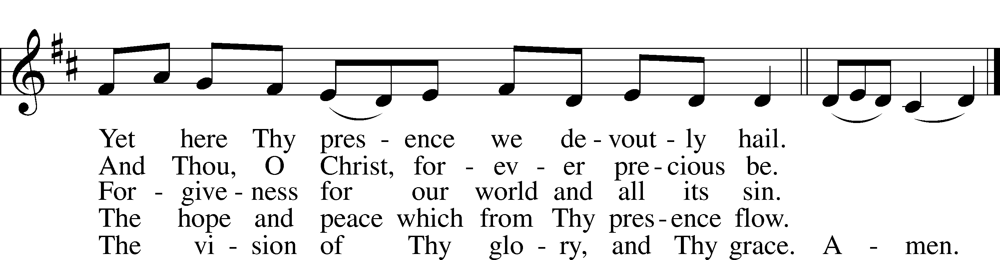 Yet here Thy pres - ence we de - vout - ly hail.
And Thou, O Christ, for - ev - er pre - cious be.
For - give - ness for our world and all its sin.
The hope and peace which from Thy pres - ence flow.
The vi - sion of Thy glo - ry, and Thy grace. A - men.